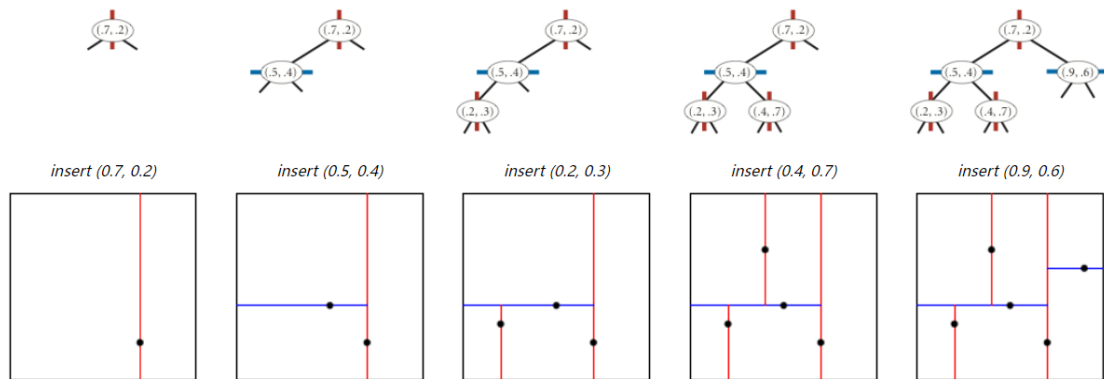 (.7, .2)
(.7, .2)
(.5, .4)
(.7, .2)
(.5, .4)
(.2, .3)
(.7, .2)
(.5, .4)
(.2, .3) (.4, .7)
(.7, .2)
(.5, .4) (.9, .6)
(.2, .3) (.4, .7)
insert (0.7, 0.2)
insert (0.5, 0.4)
insert (0.2, 0.3)
insert (0.4, 0.7)
insert (0.9, 0.6)